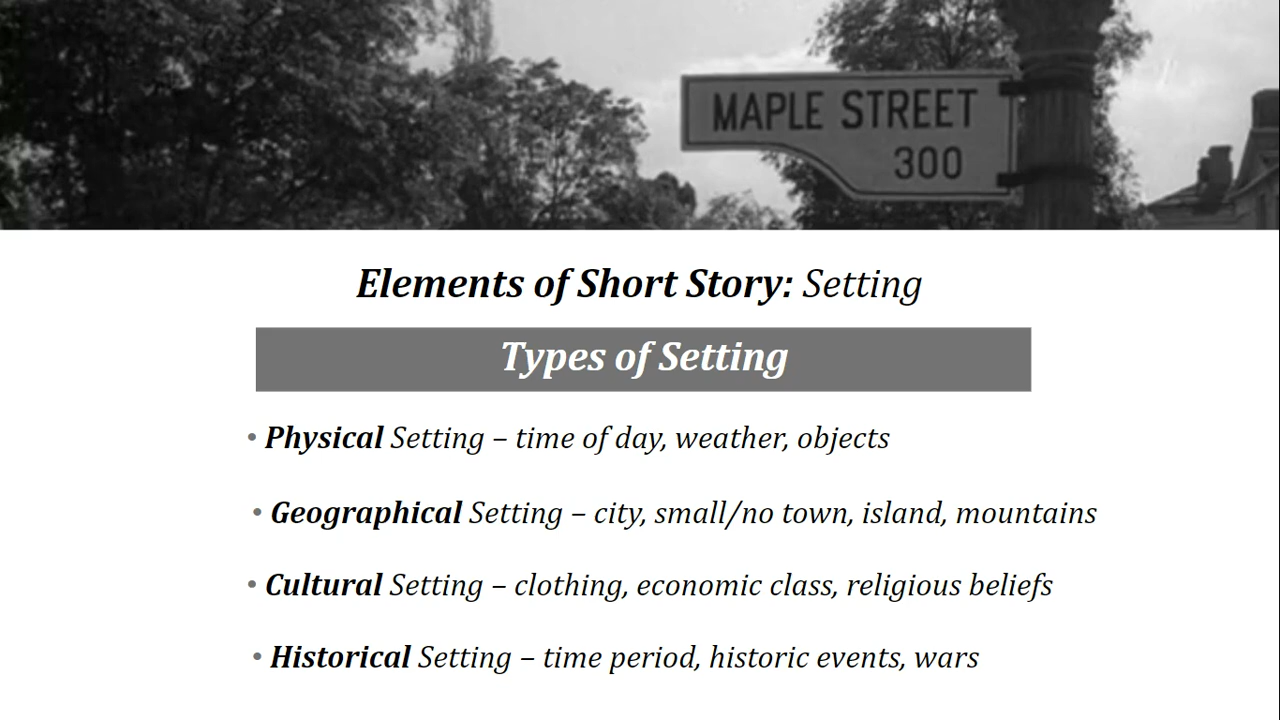 MAPLE STREET
300
Elements of Short Story: Setting
Types of Setting
• Physical Setting – time of day, weather, objects
• Geographical Setting – city, small/no town, island, mountains
• Cultural Setting – clothing, economic class, religious beliefs
• Historical Setting – time period, historic events, wars